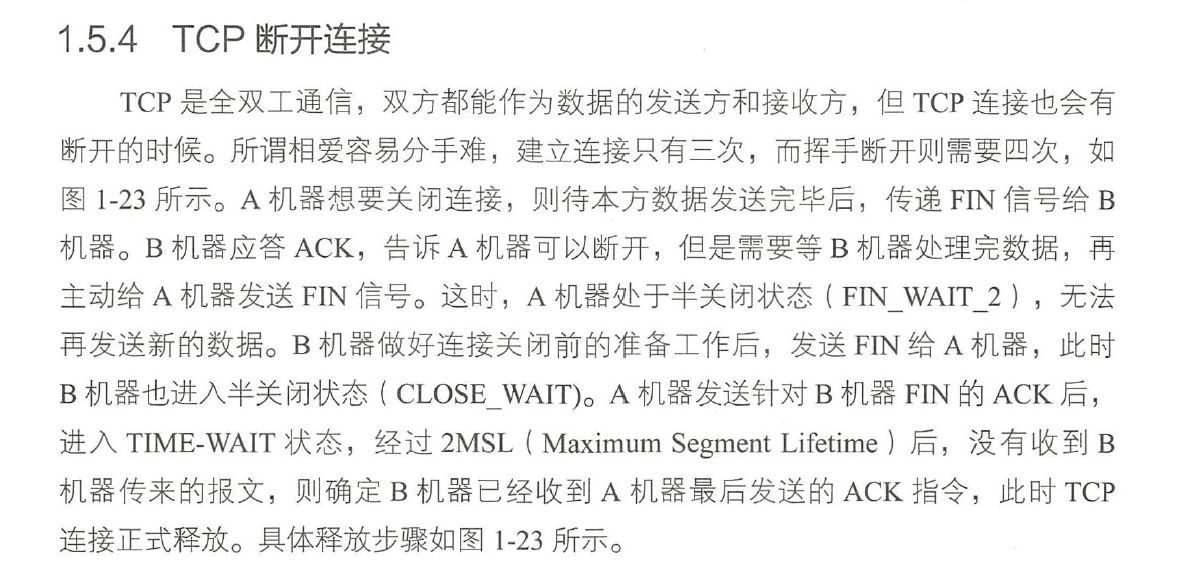 1.5.4 TCP 断开连接
TCP 是全双工通信，双方都能作为数据的发送方和接收方，但 TCP 连接也会有
断开的时候。所谓相爱容易分手难，建立连接只有三次，而挥手断开则需要四次，如
图 1-23 所示。A 机器想要关闭连接，则待本方数据发送完毕后，传递 FIN 信号给 B
机器。B 机器应答 ACK，告诉 A 机器可以断开，但是需要等 B 机器处理完数据，再
主动给 A 机器发送 FIN 信号。这时，A 机器处于半关闭状态（FIN_WAIT_2），无法
再发送新的数据。B 机器做好连接关闭前的准备工作后，发送 FIN 给 A 机器，此时
B 机器也进入半关闭状态（CLOSE_WAIT)。A 机器发送针对 B 机器 FIN 的 ACK 后，
进入 TIME-WAIT 状态，经过 2MSL（Maximum Segment Lifetime）后，没有收到 B
机器传来的报文，则确定 B 机器已经收到 A 机器最后发送的 ACK 指令，此时 TCP
连接正式释放。具体释放步骤如图 1-23 所示。